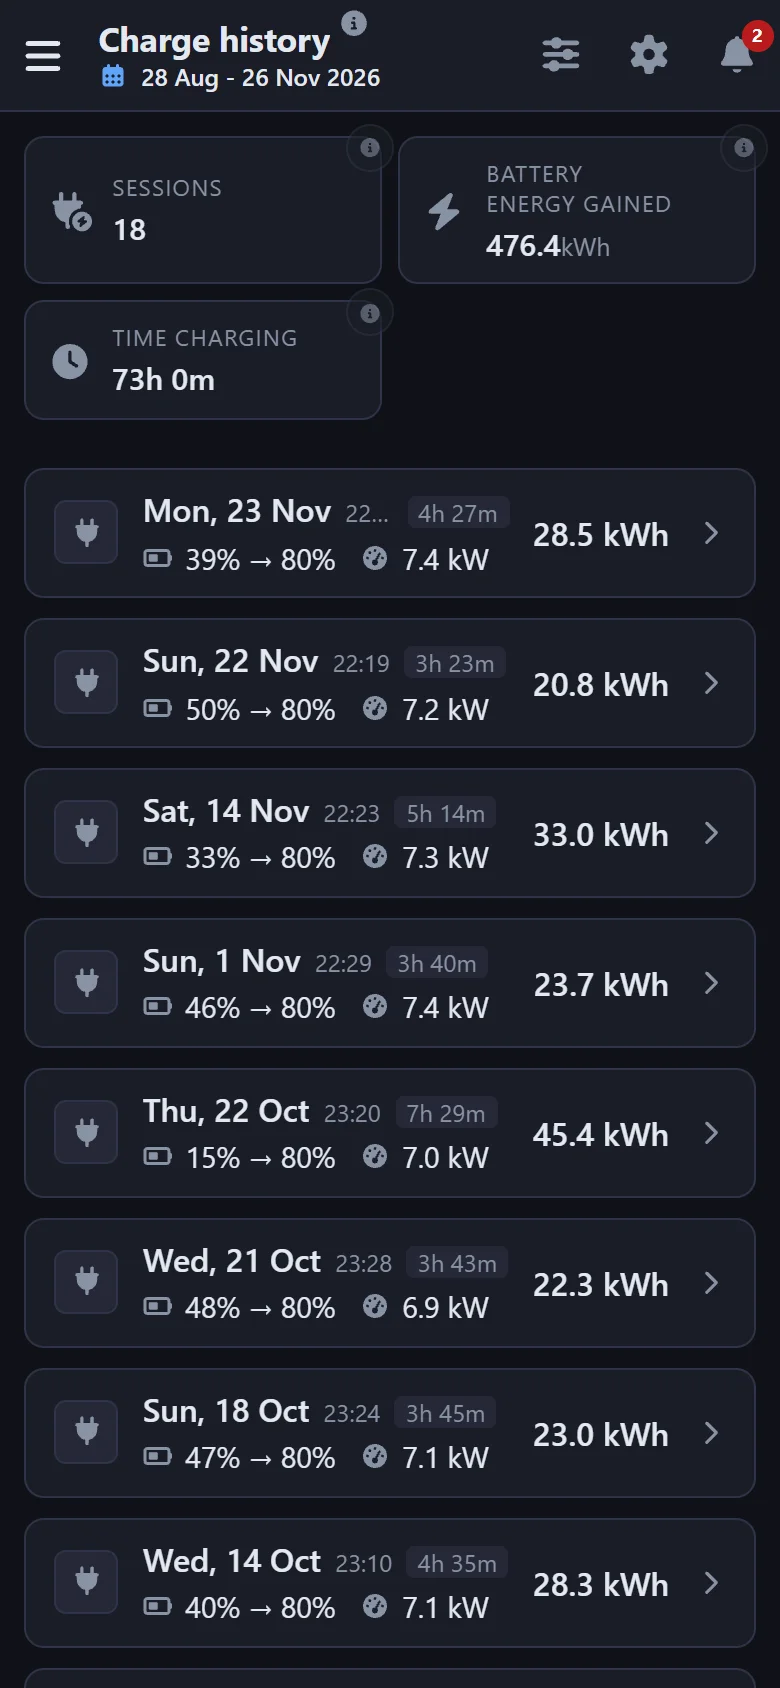 Charge history
28 Aug - 26 Nov 2026
2
SESSIONS
18
BATTERY
ENERGY GAINED
476.4kWh
TIME CHARGING
73h 0m
Mon, 23 Nov 22... 4h 27m
39% → 80% 7.4 kW
28.5 kWh
Sun, 22 Nov 22:19 3h 23m
50% → 80% 7.2 kW
20.8 kWh
Sat, 14 Nov 22:23 5h 14m
33% → 80% 7.3 kW
33.0 kWh
Sun, 1 Nov 22:29 3h 40m
46% → 80% 7.4 kW
23.7 kWh
Thu, 22 Oct 23:20 7h 29m
15% → 80% 7.0 kW
45.4 kWh
Wed, 21 Oct 23:28 3h 43m
48% → 80% 6.9 kW
22.3 kWh
Sun, 18 Oct 23:24 3h 45m
47% → 80% 7.1 kW
23.0 kWh
Wed, 14 Oct 23:10 4h 35m
40% → 80% 7.1 kW
28.3 kWh